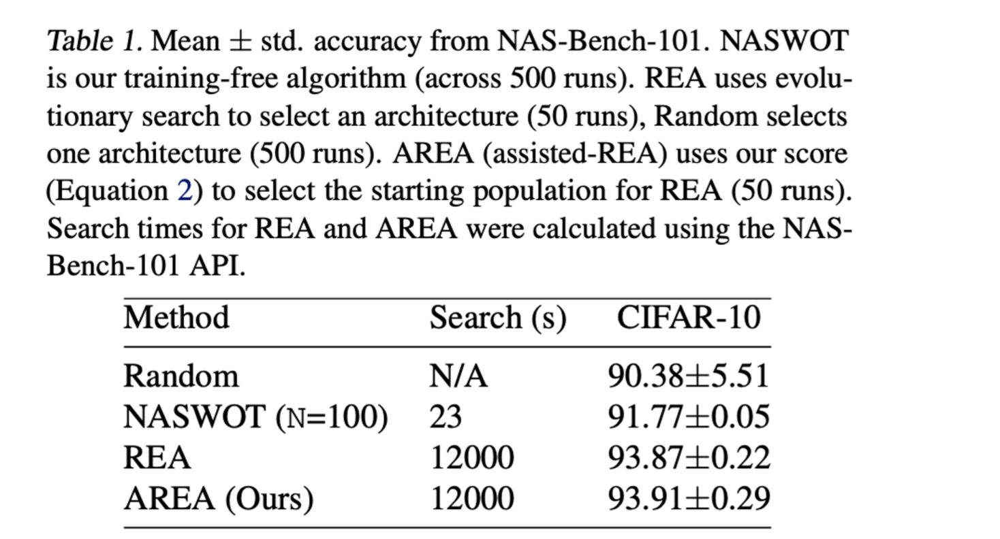 Table 1. Mean ± std. accuracy from NAS-Bench-101. NASWOT
is our training-free algorithm (across 500 runs). REA uses evolu-
tionary search to select an architecture (50 runs), Random selects
one architecture (500 runs). AREA (assisted-REA) uses our score
(Equation 2) to select the starting population for REA (50 runs).
Search times for REA and AREA were calculated using the NAS-
Bench-101 API.
Method Search (s) CIFAR-10
Random N/A 90.38±5.51
NASWOT (N=100) 23 91.77±0.05
REA 12000 93.87±0.22
AREA (Ours) 12000 93.91±0.29